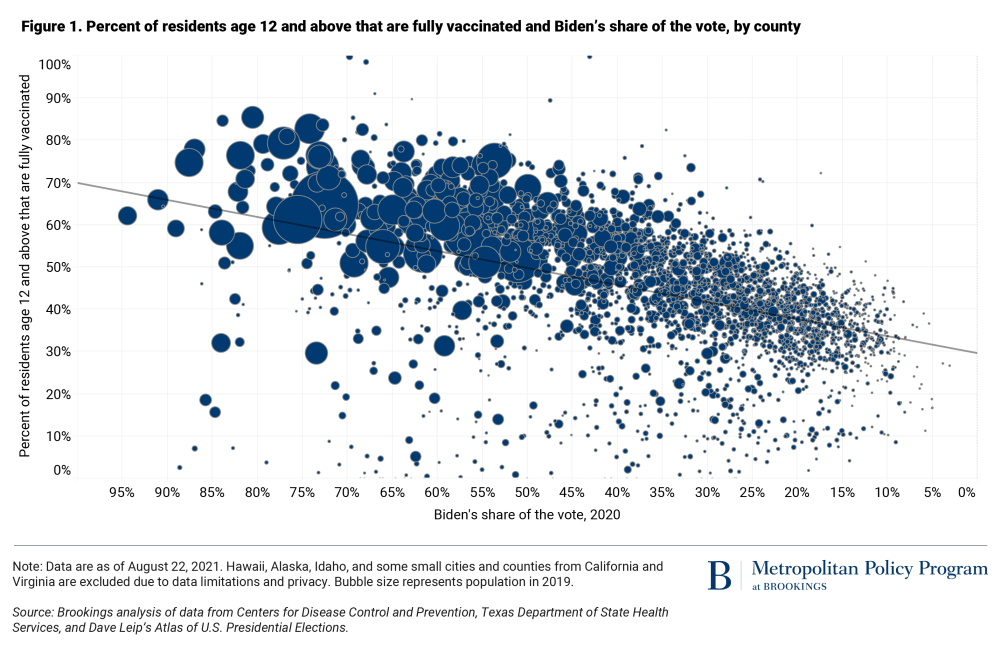 Figure 1. Percent of residents age 12 and above that are fully vaccinated and Biden’s share of the vote, by county
Percent of residents age 12 and above that are fully vaccinated
100%
90%
80%
70%
60%
50%
40%
30%
20%
10%
0%
95% 90% 85% 80% 75% 70% 65% 60% 55% 50% 45% 40% 35% 30% 25% 20% 15% 10% 5% 0%
Biden's share of the vote, 2020
Note: Data are as of August 22, 2021. Hawaii, Alaska, Idaho, and some small cities and counties from California and
Virginia are excluded due to data limitations and privacy. Bubble size represents population in 2019.
Source: Brookings analysis of data from Centers for Disease Control and Prevention, Texas Department of State Health
Services, and Dave Leip’s Atlas of U.S. Presidential Elections.
B
Metropolitan Policy Program
at BROOKINGS